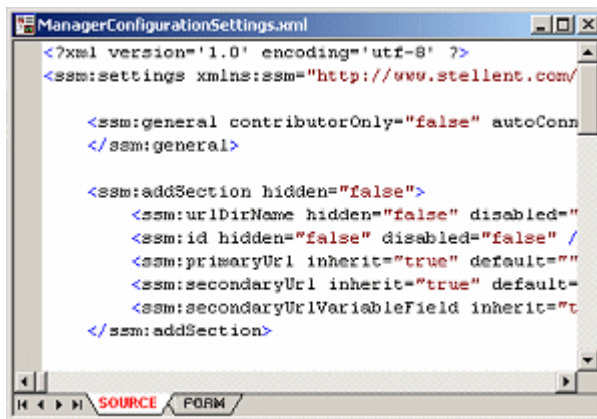 ManagerConfigurationSettings.xml
<?xml version='1.0' encoding='utf-8' ?>
<ssm:settings xmlns:ssm="http://www.stellent.com/
<ssm:general contributorOnly="false" autoConn
</ssm:general>
<ssm:addSection hidden="false">
<ssm:urlDirName hidden="false" disabled="
<ssm:id hidden="false" disabled="false" /
<ssm:primaryUrl inherit="true" default=""
<ssm:secondaryUrl inherit="true" default=
<ssm:secondaryUrlVariableField inherit="t
</ssm:addSection>
SOURCE FORM